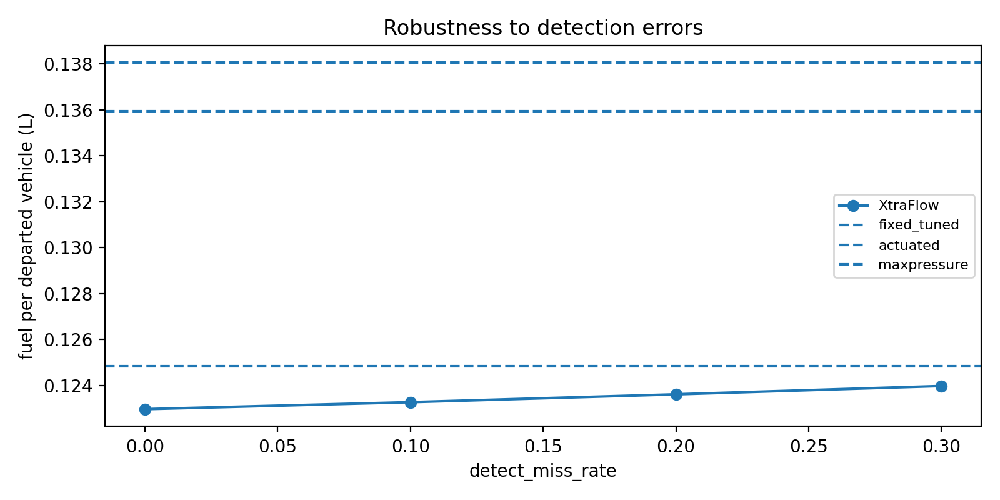 Robustness to detection errors
fuel per departed vehicle (L)
0.138
0.136
0.134
0.132
0.130
0.128
0.126
0.124
XtraFlow
fixed_tuned
actuated
maxpressure
0.00 0.05 0.10 0.15 0.20 0.25 0.30
detect_miss_rate